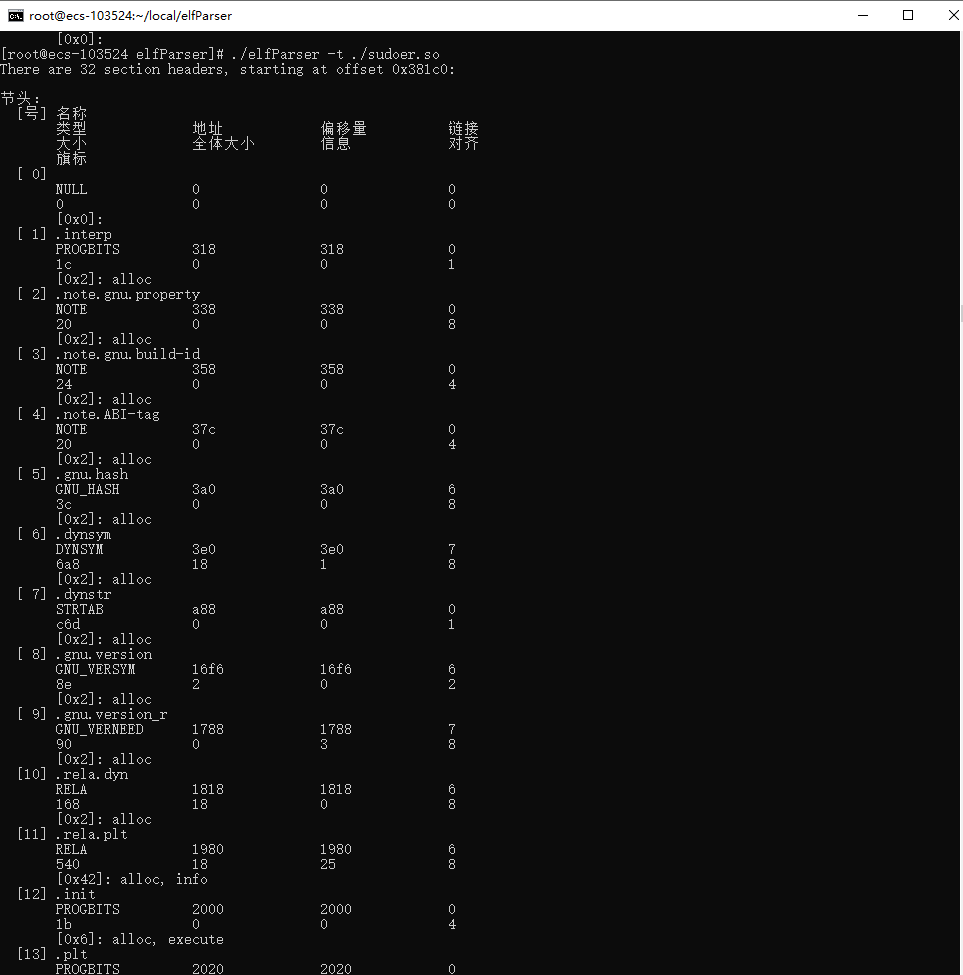 root@ecs-103524:~/local/elfParser
[0x0]:
[root@ecs-103524 elfParser]# ./elfParser -t ./sudoer.so
There are 32 section headers, starting at offset 0x381c0:
节头:
[号] 名称
类型 地址 偏移量 链接
大小 全体大小 信息 对齐
旗标
[ 0]
NULL 0 0 0
0 0 0 0
[0x0]:
[ 1] .interp
PROGBITS 318 318 0
1c 0 0 1
[0x2]: alloc
[ 2] .note.gnu.property
NOTE 338 338 0
20 0 0 8
[0x2]: alloc
[ 3] .note.gnu.build-id
NOTE 358 358 0
24 0 0 4
[0x2]: alloc
[ 4] .note.ABI-tag
NOTE 37c 37c 0
20 0 0 4
[0x2]: alloc
[ 5] .gnu.hash
GNU_HASH 3a0 3a0 6
3c 0 0 8
[0x2]: alloc
[ 6] .dynsym
DYNSYM 3e0 3e0 7
6a8 18 1 8
[0x2]: alloc
[ 7] .dynstr
STRTAB a88 a88 0
c6d 0 0 1
[0x2]: alloc
[ 8] .gnu.version
GNU_VERSYM 16f6 16f6 6
8e 2 0 2
[0x2]: alloc
[ 9] .gnu.version_r
GNU_VERNEED 1788 1788 7
90 0 3 8
[0x2]: alloc
[10] .rela.dyn
RELA 1818 1818 6
168 18 0 8
[0x2]: alloc
[11] .rela.plt
RELA 1980 1980 6
540 18 25 8
[0x42]: alloc, info
[12] .init
PROGBITS 2000 2000 0
1b 0 0 4
[0x6]: alloc, execute
[13] .plt
PROGBITS 2020 2020 0